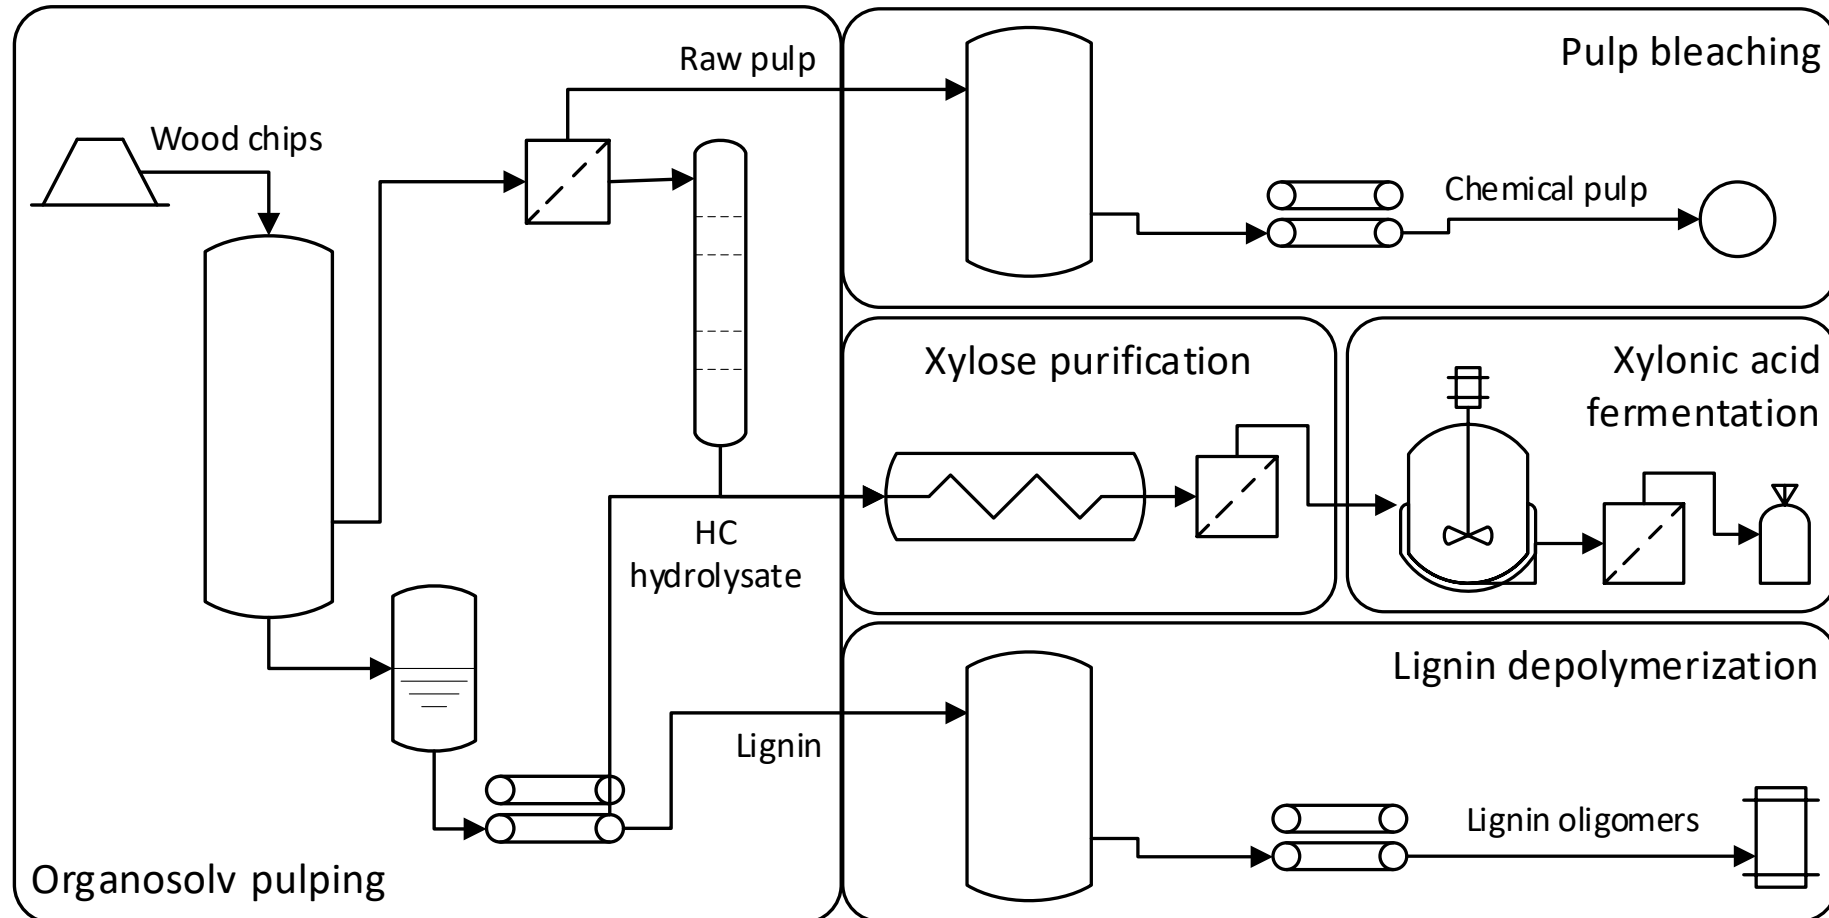 Raw pulp
Pulp bleaching
Wood chips
Chemical pulp
Xylose purification
Xylonic acid
fermentation
HC
hydrolysate
Lignin depolymerization
Lignin
Lignin oligomers
Organosolv pulping